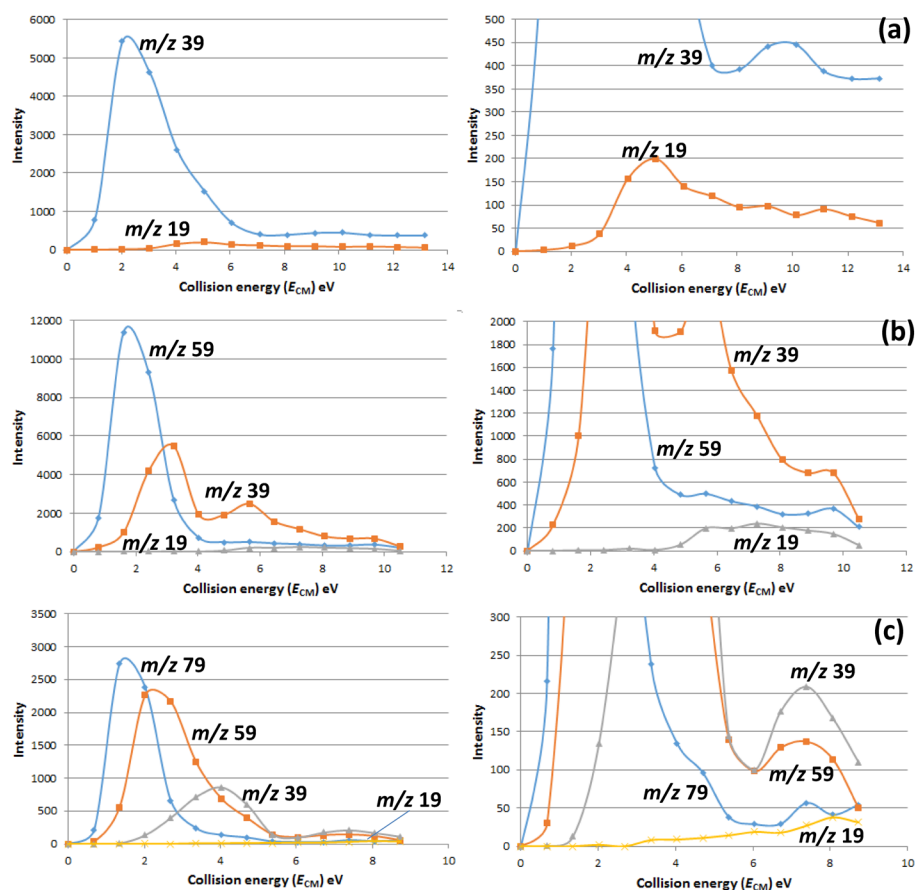 6000
5000
4000
3000
2000
1000
0
Intensity
m/z 39
m/z 19
0 2 4 6 8 10 12 14
Collision energy (ECM) eV
(a)
500
450
400
350
300
250
200
150
100
50
0
Intensity
m/z 39
m/z 19
0 2 4 6 8 10 12 14
Collision energy (ECM) eV
12000
10000
8000
6000
4000
2000
0
Intensity
m/z 59
m/z 39
m/z 19
0 2 4 6 8 10 12
Collision energy (ECM) eV
(b)
2000
1800
1600
1400
1200
1000
800
600
400
200
0
Intensity
m/z 39
m/z 59
m/z 19
0 2 4 6 8 10 12
Collision energy (ECM) eV
3500
3000
2500
2000
1500
1000
500
0
Intensity
m/z 79
m/z 59
m/z 39
m/z 19
0 2 4 6 8 10
Collision energy (ECM) eV
(c)
300
250
200
150
100
50
0
Intensity
m/z 39
m/z 79
m/z 59
m/z 19
0 2 4 6 8 10
Collision energy (ECM) eV